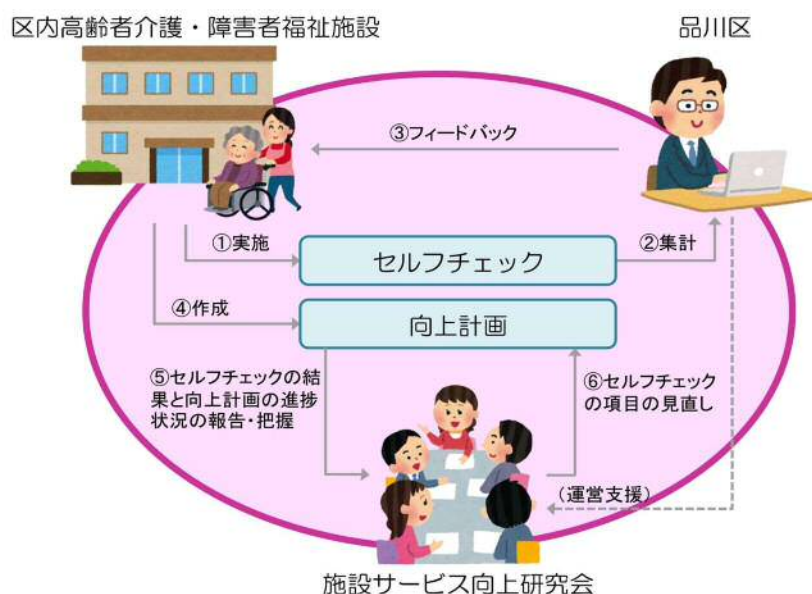 区内高齢者介護・障害者福祉施設
品川区
③フィードバック
①実施
セルフチェック
②集計
④作成
向上計画
⑤セルフチェックの結
果と向上計画の進捗
状況の報告・把握
⑥セルフチェック
の項目の見直し
（運営支援）
施設サービス向上研究会